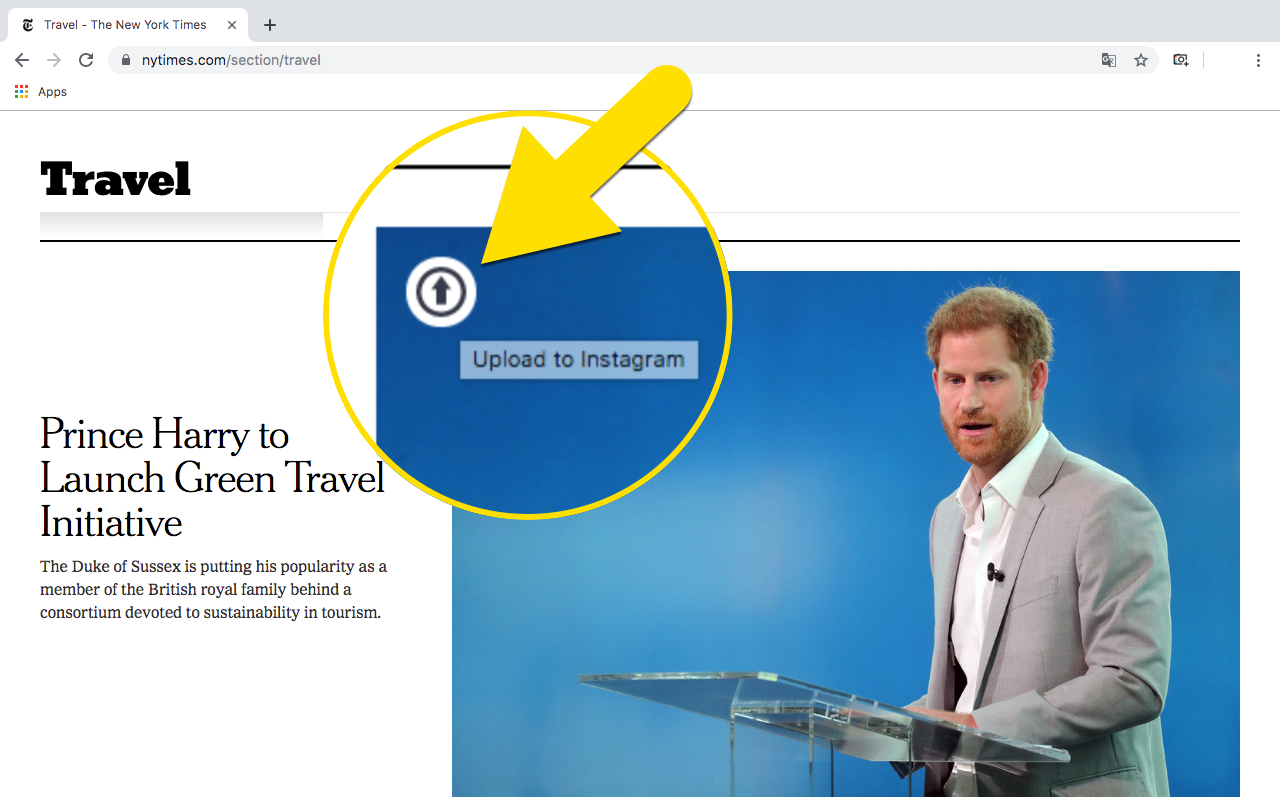 Travel - The New York Times
nytimes.com/section/travel
Apps
Travel
Upload to Instagram
Prince Harry to
Launch Green Travel
Initiative
The Duke of Sussex is putting his popularity as a
member of the British royal family behind a
consortium devoted to sustainability in tourism.